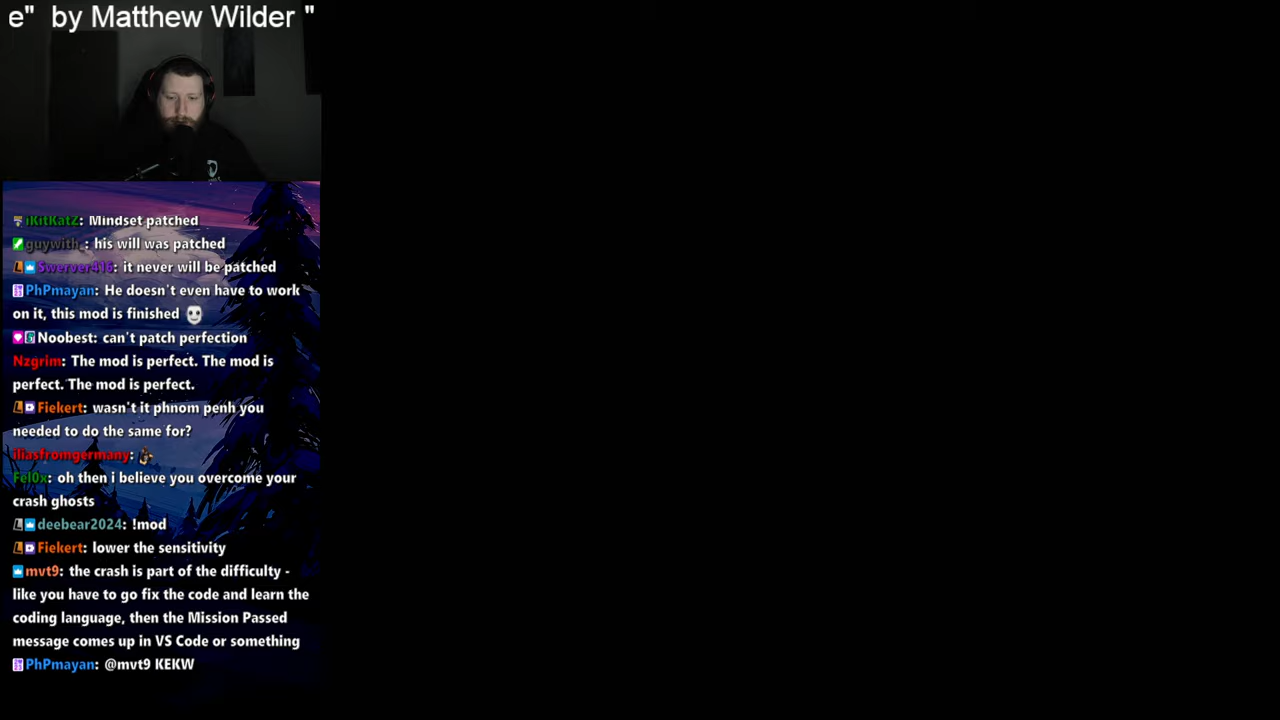 e" by Matthew Wilder "
iKitKatZ: Mindset patched
guywith_: his will was patched
Swerver416: it never will be patched
PhPmayan: He doesn't even have to work
on it, this mod is finished
Noobest: can't patch perfection
Nzgrim: The mod is perfect. The mod is
perfect. The mod is perfect.
Fiekert: wasn't it phnom penh you
needed to do the same for?
iliasfromgermany:
Fel0x: oh then i believe you overcome your
crash ghosts
deebear2024: !mod
Fiekert: lower the sensitivity
mvt9: the crash is part of the difficulty -
like you have to go fix the code and learn the
coding language, then the Mission Passed
message comes up in VS Code or something
PhPmayan: @mvt9 KEKW